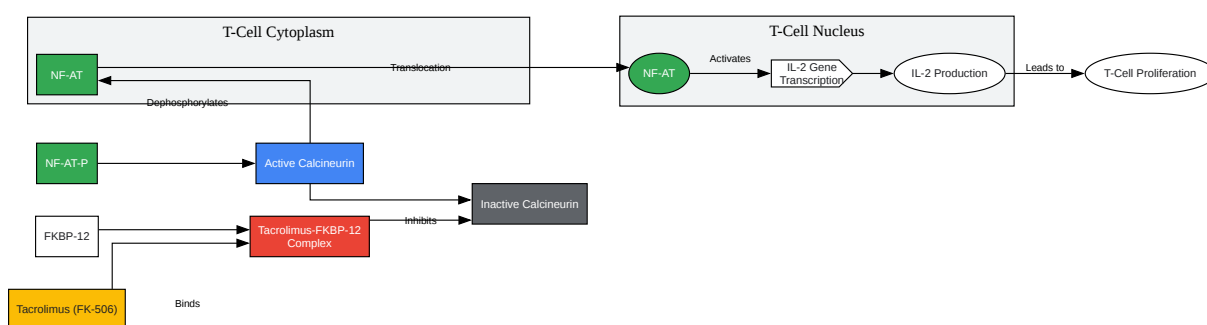 T-Cell Cytoplasm
T-Cell Nucleus
NF-AT
Translocation
NF-AT
Activates
IL-2 Gene
Transcription
IL-2 Production
Leads to
T-Cell Proliferation
Dephosphorylates
NF-AT-P
Active Calcineurin
Inactive Calcineurin
FKBP-12
Tacrolimus-FKBP-12
Complex
Inhibits
Tacrolimus (FK-506)
Binds